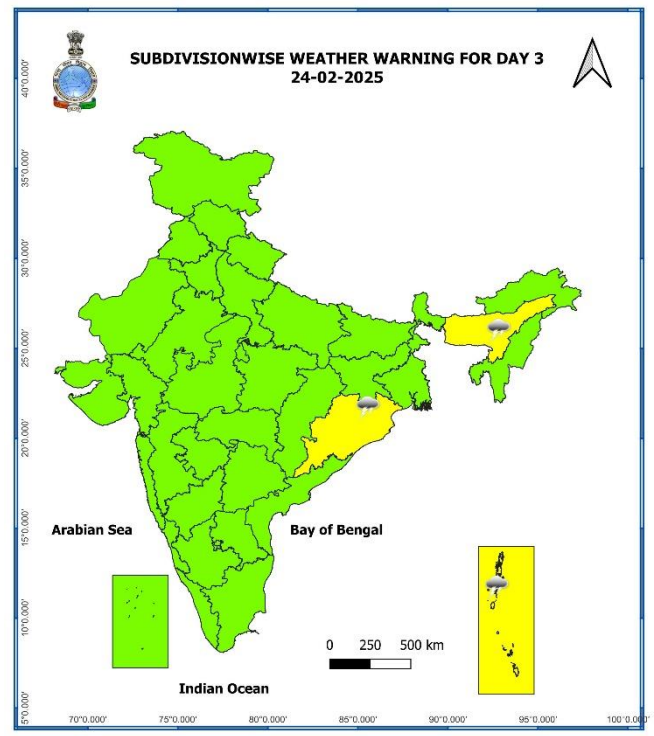 SUBDIVISIONWISE WEATHER WARNING FOR DAY 3
24-02-2025
40°0.000'
35°0.000'
30°0.000'
25°0.000'
20°0.000'
15°0.000'
10°0.000'
5°0.000'
Arabian Sea
Bay of Bengal
0 250 500 km
Indian Ocean
70°0.000' 75°0.000' 80°0.000' 85°0.000' 90°0.000' 95°0.000' 100°0.000'